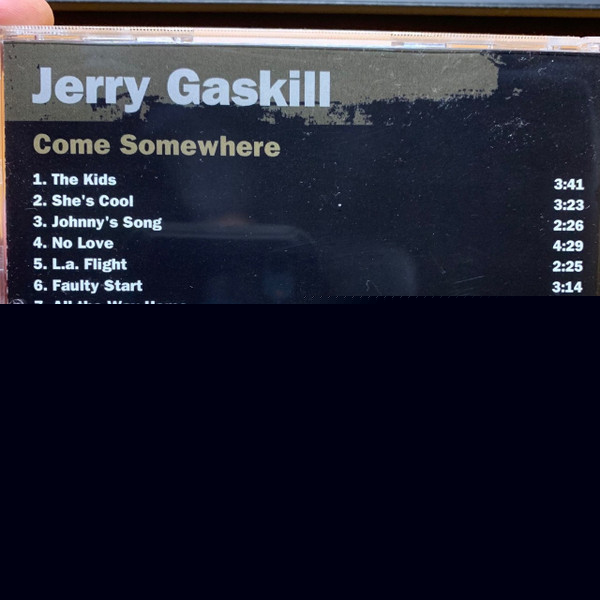 Jerry Gaskill
Come Somewhere
1. The Kids 3:41
2. She's Cool 3:23
3. Johnny's Song 2:26
4. No Love 4:29
5. L.a. Flight 2:25
6. Faulty Start 3:14